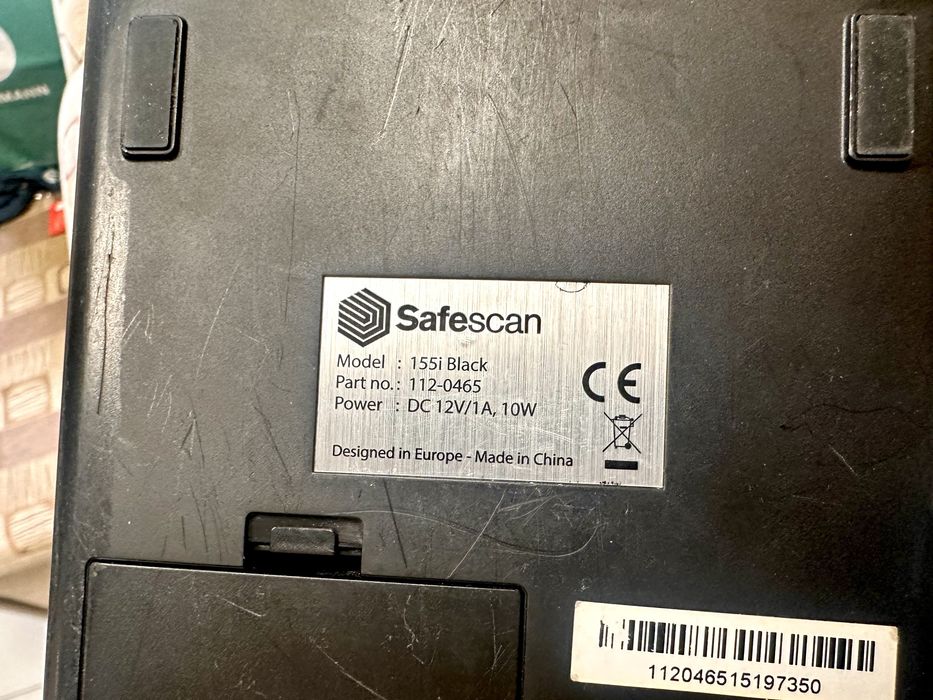 Safescan
Model : 155i Black
Part no. : 112-0465
Power : DC 12V/1A, 10W
CE
Designed in Europe - Made in China
112046515197350